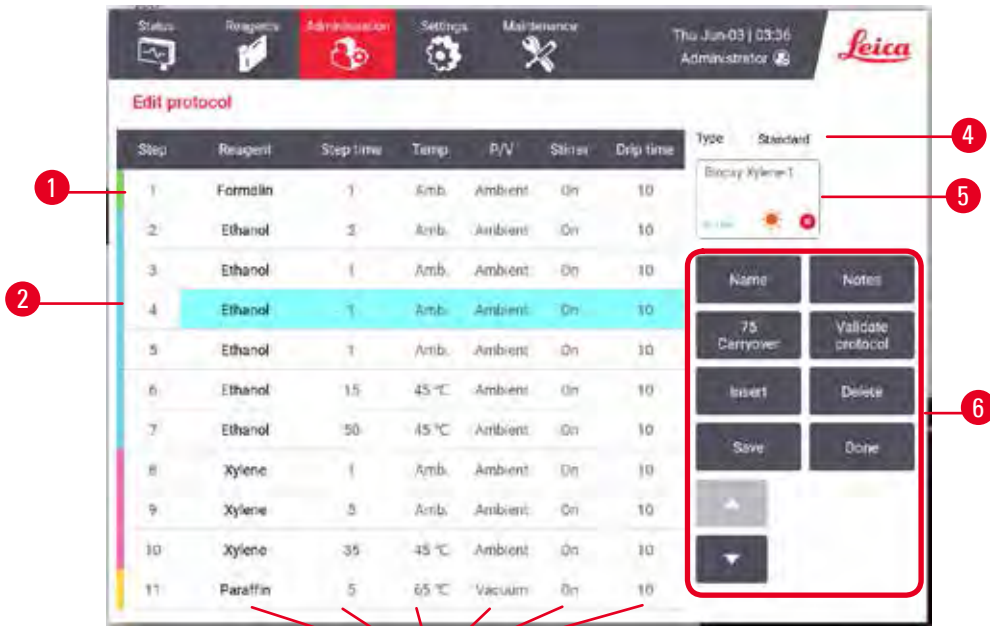 Status Reagents Administration Settings Maintenance Thu Jun-03 | 03:36
Administrator
Leica
Edit protocol
Type Standard
4
Step Reagent Step time Temp. P/V Stirrer Drip time
Biopsy Xylene-1
5
1
1 Formalin 1 Amb. Ambient On 10
2 Ethanol Amb. Ambient On 10
3 Ethanol 1 Amb. Ambient On 10
Name Notes
2
4 Ethanol 1 Amb. Ambient On 10
75 Carryover
Validate protocol
5 Ethanol 1 Amb. Ambient On 10
6 Ethanol 15 45 °C Ambient On 10
Insert Delete
6
7 Ethanol 50 45 °C Ambient On 10
Save Done
8 Xylene 1 Amb. Ambient On 10
9 Xylene 5 Amb. Ambient On 10
10 Xylene 35 45 °C Ambient On 10
11 Paraffin 5 65 °C Vacuum On 10